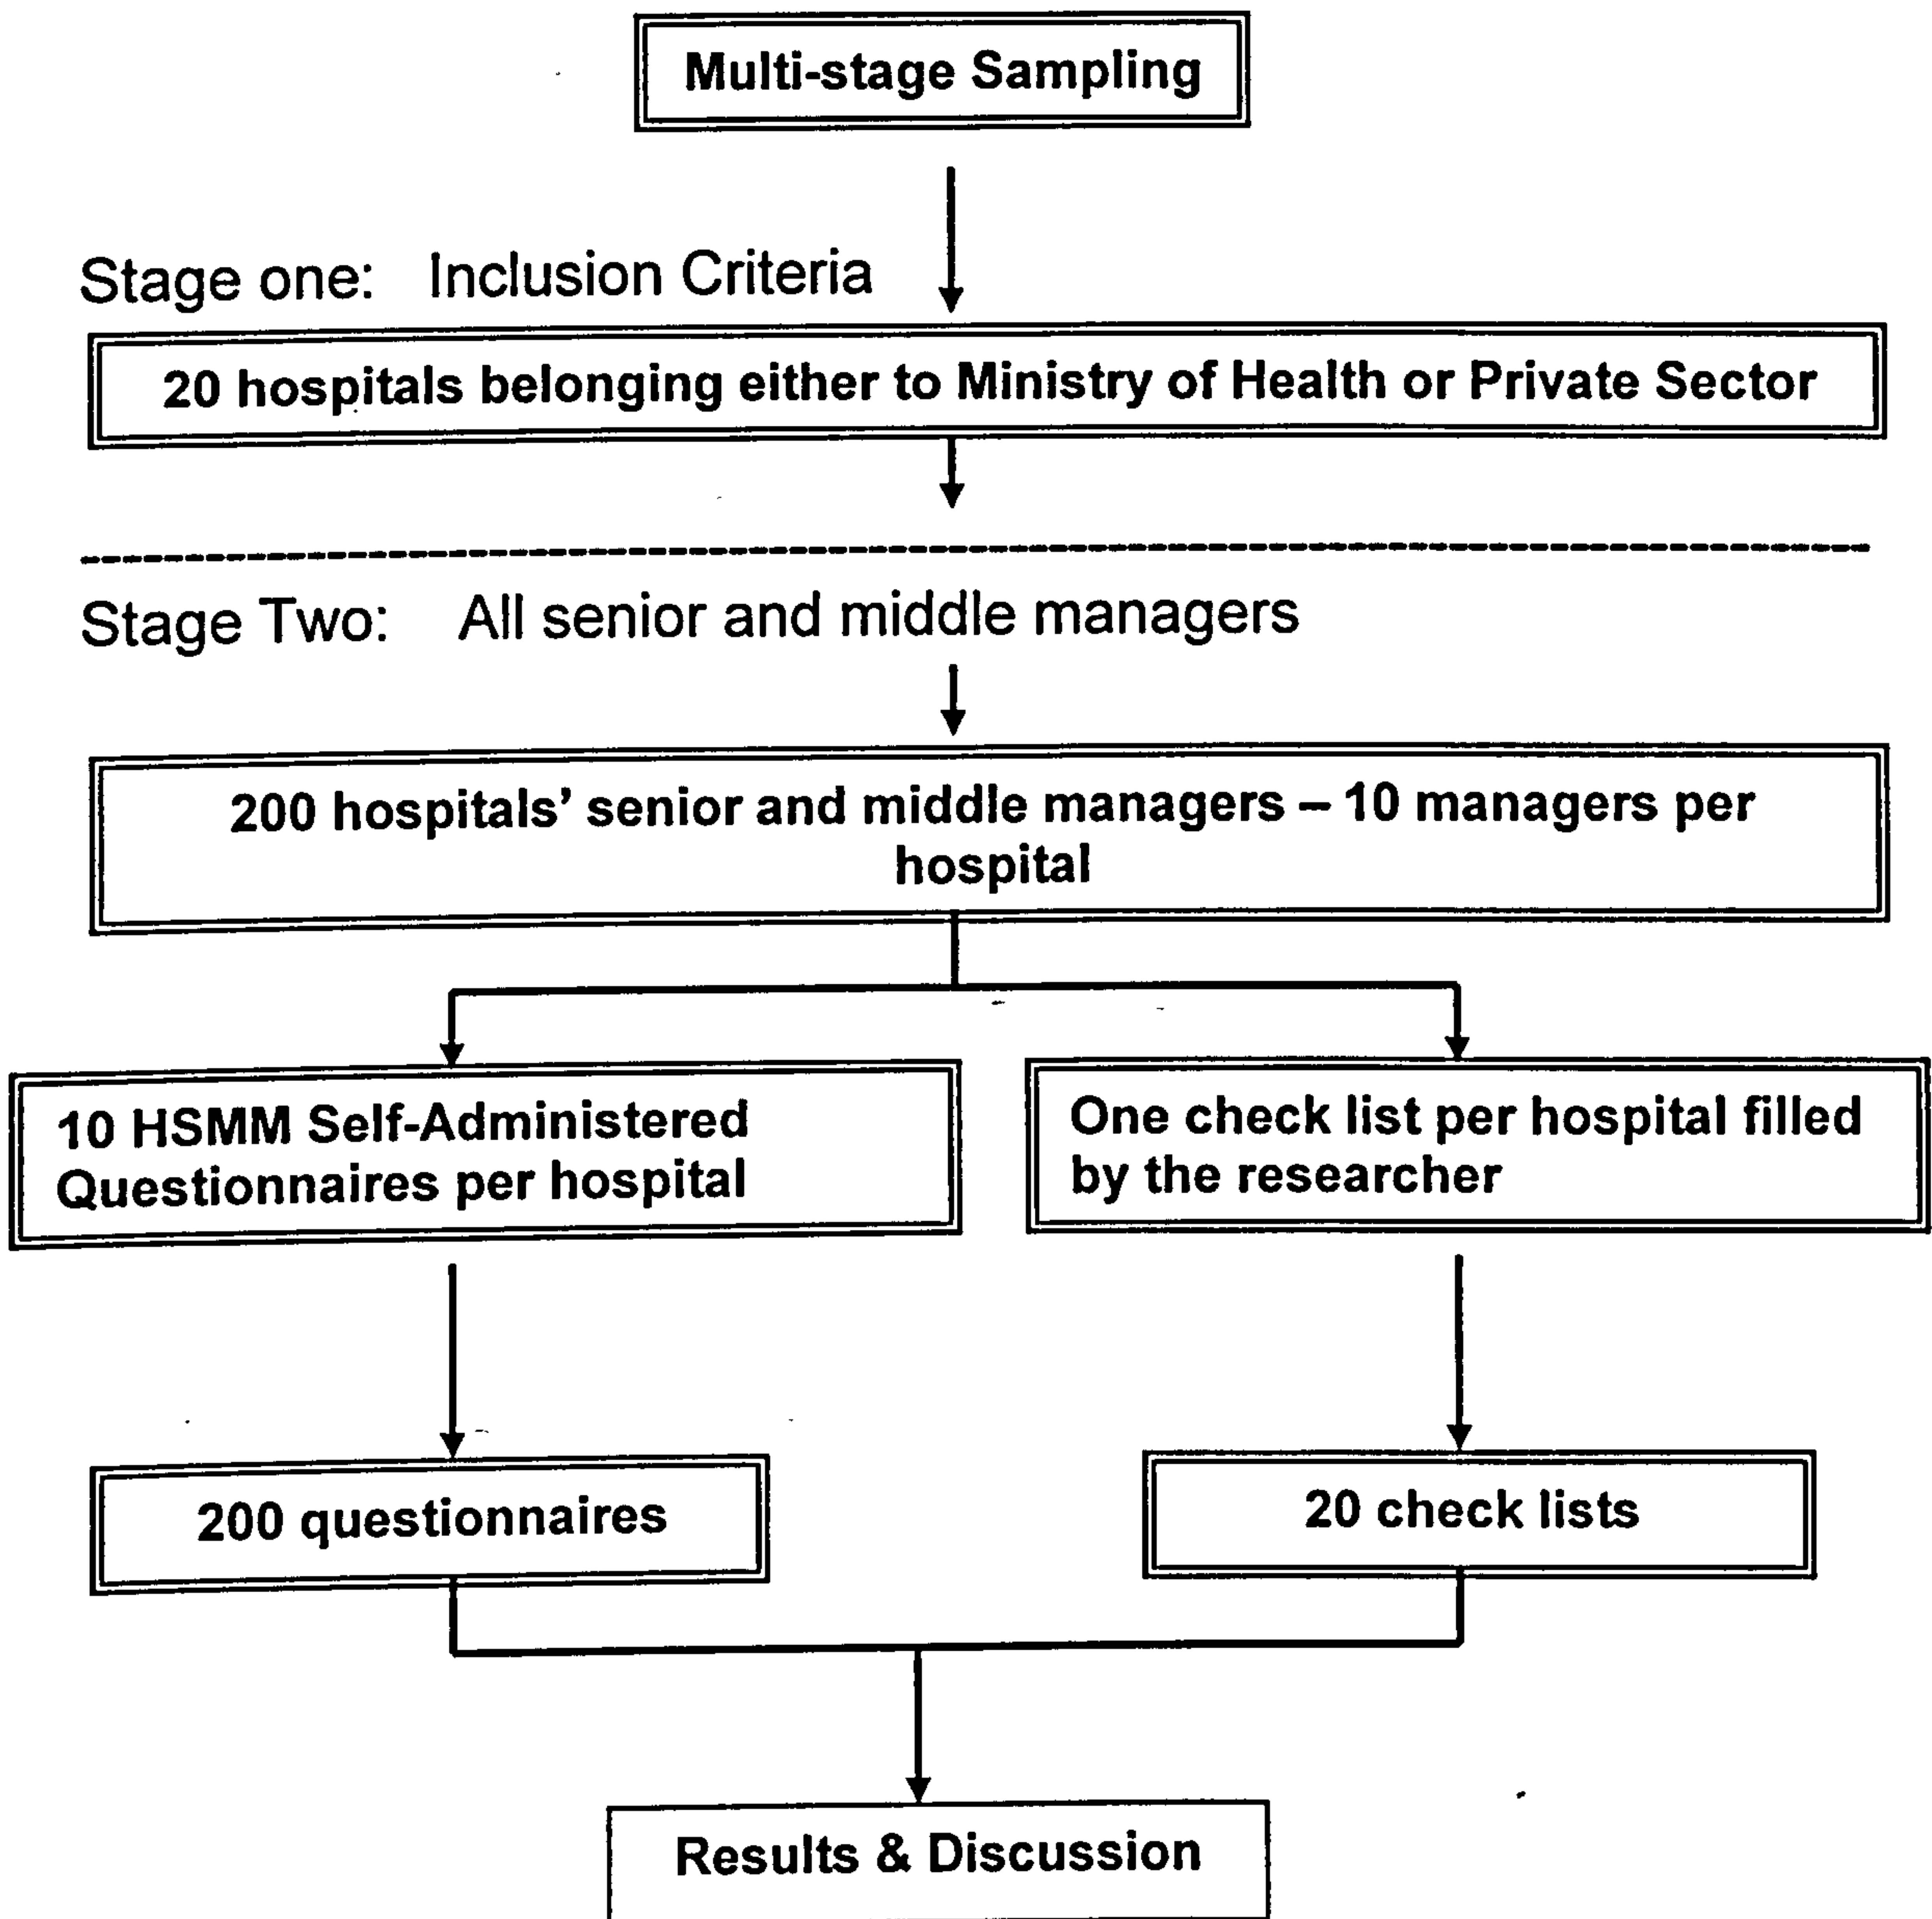 Multi-stage Sampling
Stage one: Inclusion Criteria
20 hospitals belonging either to Ministry of Health or Private Sector
Stage Two: All senior and middle managers
200 hospitals’ senior and middle managers – 10 managers per
hospital
10 HSMM Self-Administered
Questionnaires per hospital
One check list per hospital filled
by the researcher
200 questionnaires
20 check lists
Results & Discussion